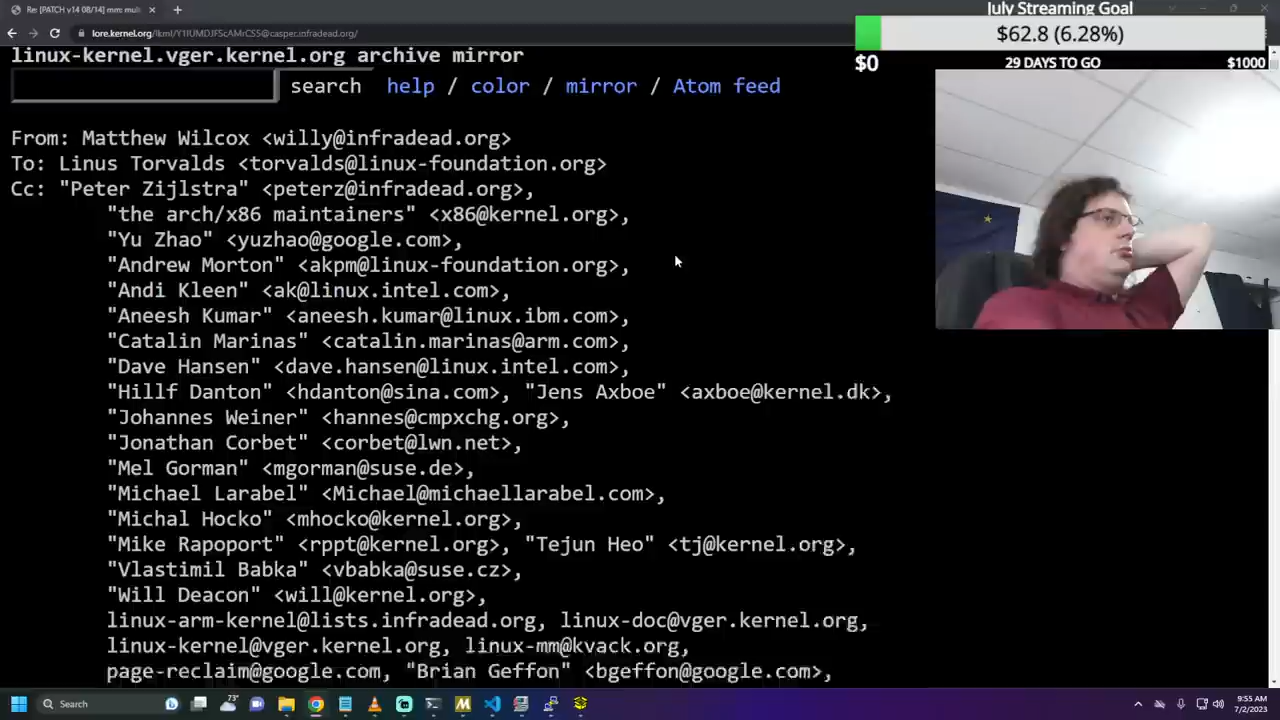 Re: [PATCH v14 08/14] mm: mult
lore.kernel.org/lkml/Y1IUMDJFScAMrCS5@casper.infradead.org/
July Streaming Goal
$62.8 (6.28%)
$0
29 DAYS TO GO
$1000
linux-kernel.vger.kernel.org archive mirror
search help / color / mirror / Atom feed
From: Matthew Wilcox <willy@infradead.org>
To: Linus Torvalds <torvalds@linux-foundation.org>
Cc: "Peter Zijlstra" <peterz@infradead.org>,
"the arch/x86 maintainers" <x86@kernel.org>,
"Yu Zhao" <yuzhao@google.com>,
"Andrew Morton" <akpm@linux-foundation.org>,
"Andi Kleen" <ak@linux.intel.com>,
"Aneesh Kumar" <aneesh.kumar@linux.ibm.com>,
"Catalin Marinas" <catalin.marinas@arm.com>,
"Dave Hansen" <dave.hansen@linux.intel.com>,
"Hillf Danton" <hdanton@sina.com>, "Jens Axboe" <axboe@kernel.dk>,
"Johannes Weiner" <hannes@cmpxchg.org>,
"Jonathan Corbet" <corbet@lwn.net>,
"Mel Gorman" <mgorman@suse.de>,
"Michael Larabel" <Michael@michaellarabel.com>,
"Michal Hocko" <mhocko@kernel.org>,
"Mike Rapoport" <rppt@kernel.org>, "Tejun Heo" <tj@kernel.org>,
"Vlastimil Babka" <vbabka@suse.cz>,
"Will Deacon" <will@kernel.org>,
linux-arm-kernel@lists.infradead.org, linux-doc@vger.kernel.org,
linux-kernel@vger.kernel.org, linux-mm@kvack.org,
page-reclaim@google.com, "Brian Geffon" <bgeffon@google.com>,
Search
73°
9:55 AM
7/2/2023